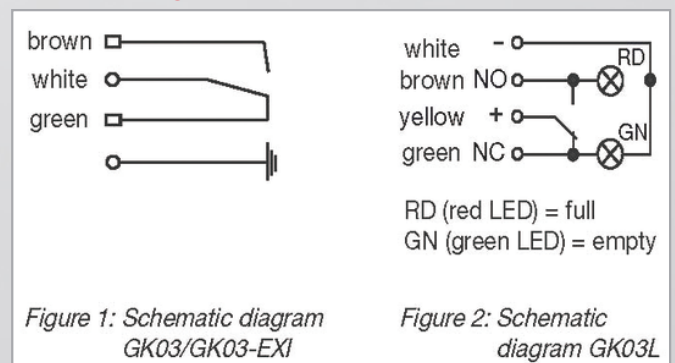 brown
white
green
Figure 1: Schematic diagram
GK03/GK03-EXI
white -
RD
brown NO
yellow +
GN
green NC
RD (red LED) = full
GN (green LED) = empty
Figure 2: Schematic
diagram GK03L